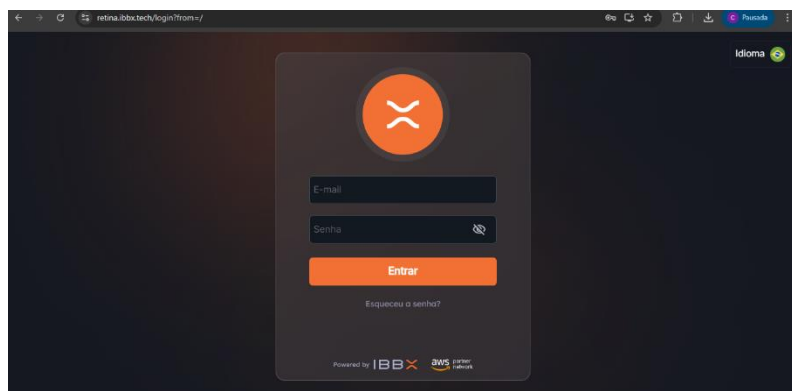 retina.ibbx.tech/login?from=/
C Pausada
Idioma
E-mail
Senha
Entrar
Esqueceu a senha?
Powered by IBBX aws partner network